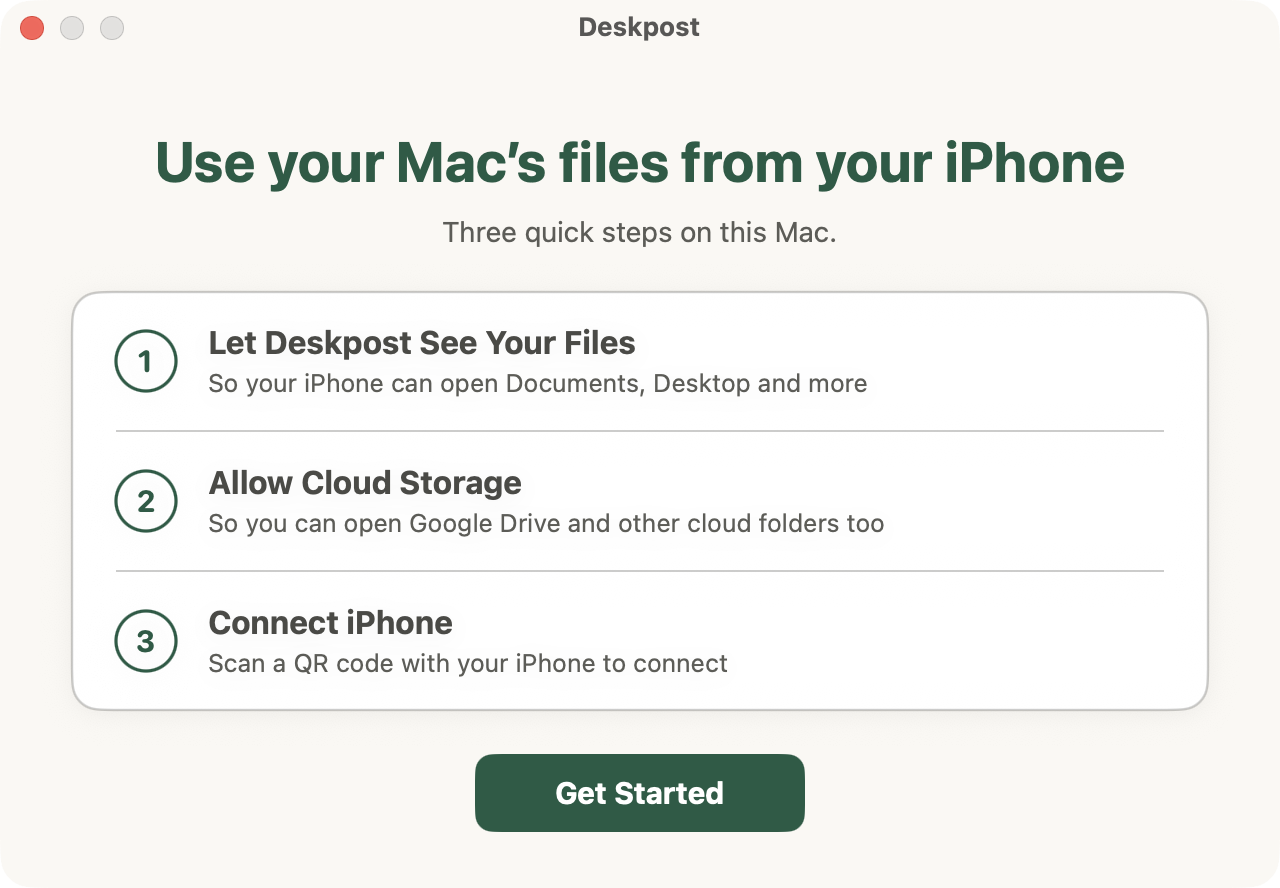 Deskpost
Use your Mac’s files from your iPhone
Three quick steps on this Mac.
1
Let Deskpost See Your Files
So your iPhone can open Documents, Desktop and more
2
Allow Cloud Storage
So you can open Google Drive and other cloud folders too
3
Connect iPhone
Scan a QR code with your iPhone to connect
Get Started